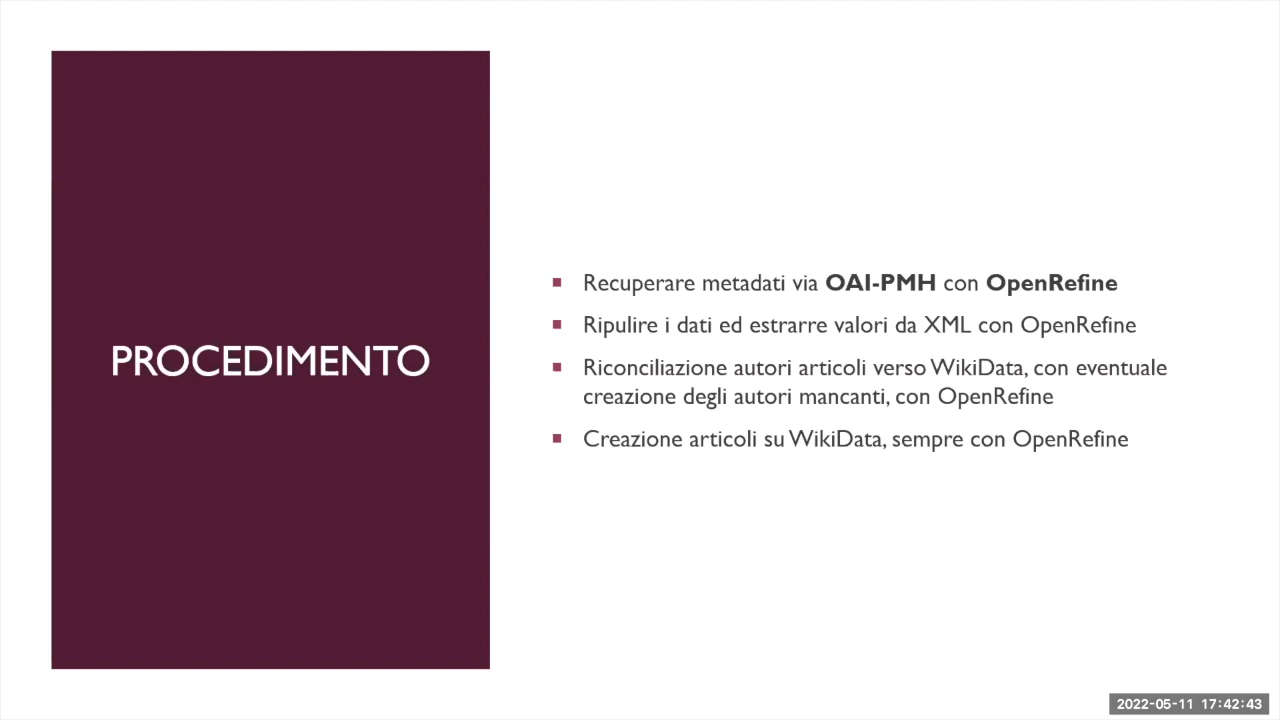 PROCEDIMENTO
Recuperare metadati via OAI-PMH con OpenRefine
Ripulire i dati ed estrarre valori da XML con OpenRefine
Riconciliazione autori articoli verso WikiData, con eventuale
creazione degli autori mancanti, con OpenRefine
Creazione articoli su WikiData, sempre con OpenRefine
2022-05-11 17:42:43